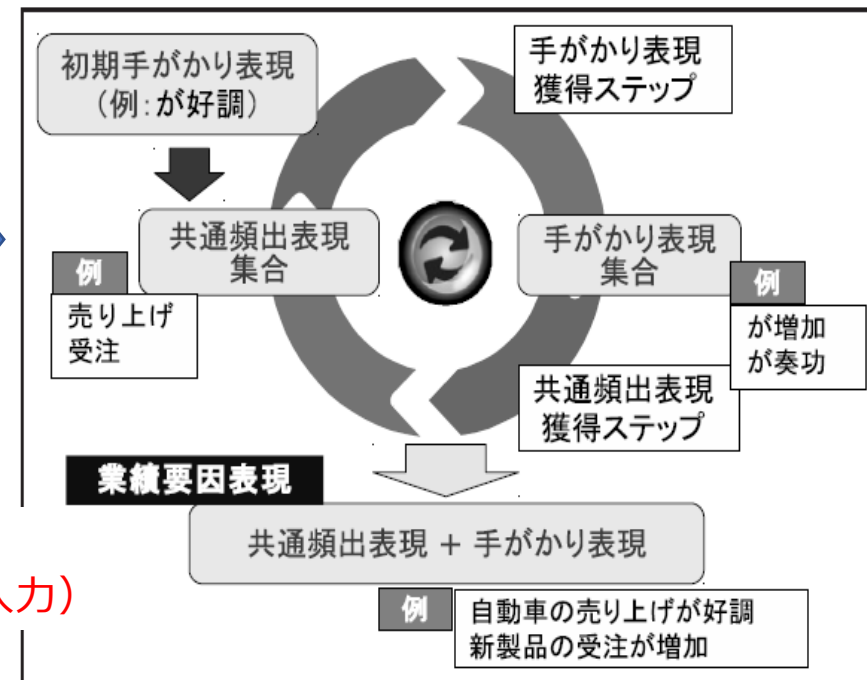 初期手がかり表現
（例：が好調）
手がかり表現
獲得ステップ
共通頻出表現
集合
手がかり表現
集合
例
売り上げ
受注
例
が増加
が奏功
共通頻出表現
獲得ステップ
業績要因表現
共通頻出表現 + 手がかり表現
入力）
例
自動車の売り上げが好調
新製品の受注が増加